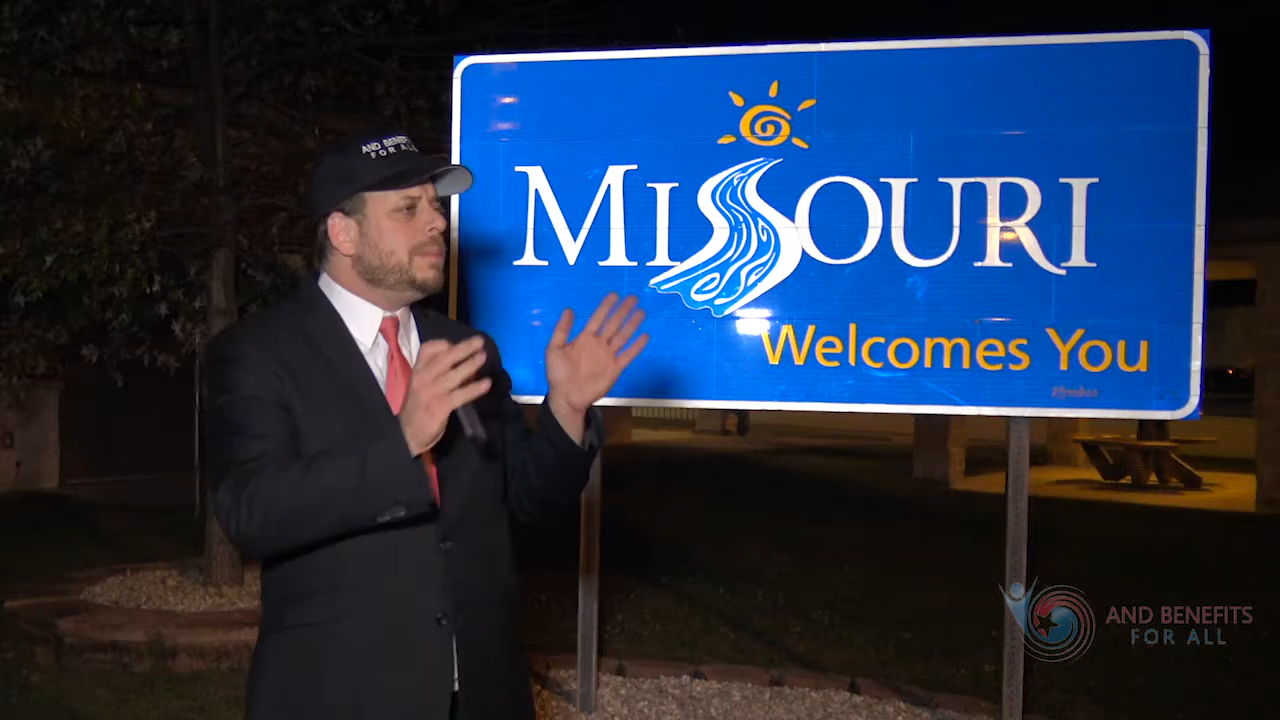 AND BENEFITS
FOR ALL
MISSOURI
Welcomes You
AND BENEFITS
FOR ALL